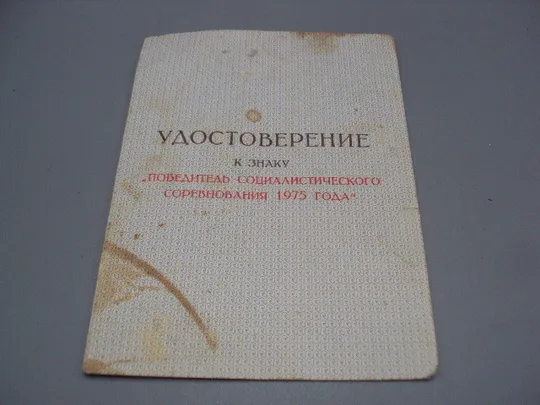 УДОСТОВЕРЕНИЕ
К ЗНАКУ
„ПОБЕДИТЕЛЬ СОЦИАЛИСТИЧЕСКОГО
СОРЕВНОВАНИЯ 1975 ГОДА“